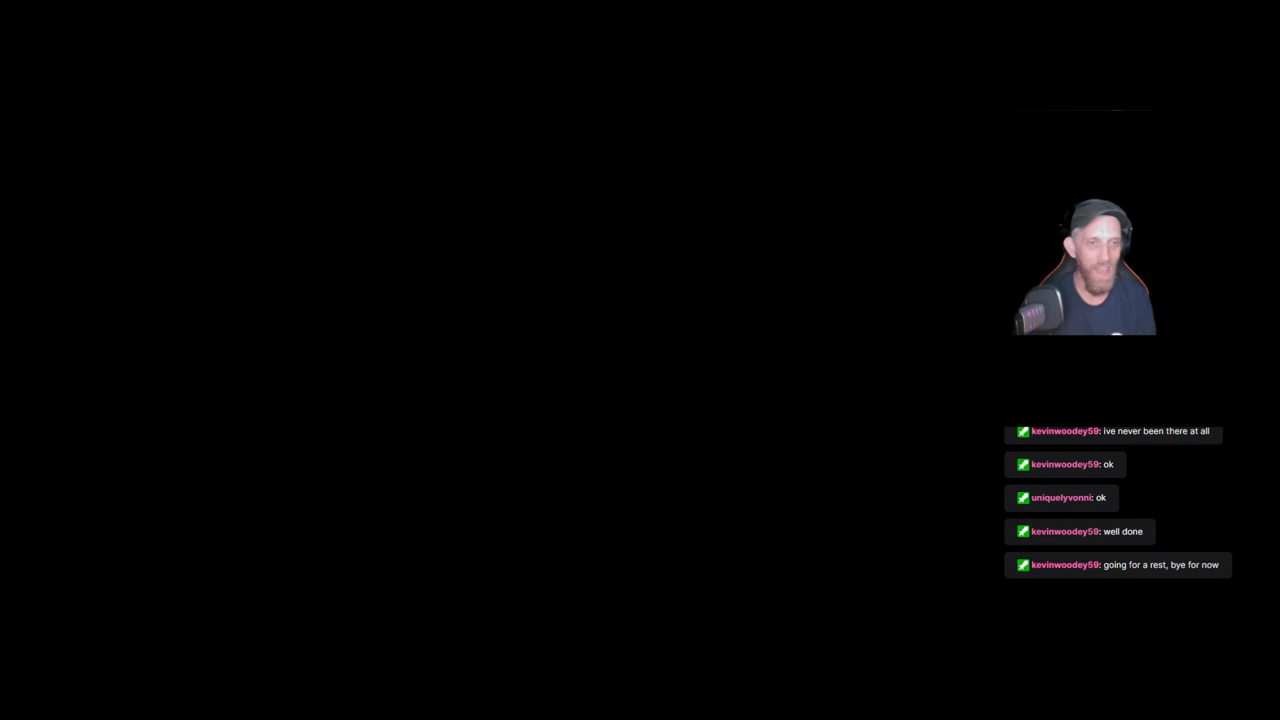 kevinwoodey59: ive never been there at all
kevinwoodey59: ok
uniquelyvonni: ok
kevinwoodey59: well done
kevinwoodey59: going for a rest, bye for now